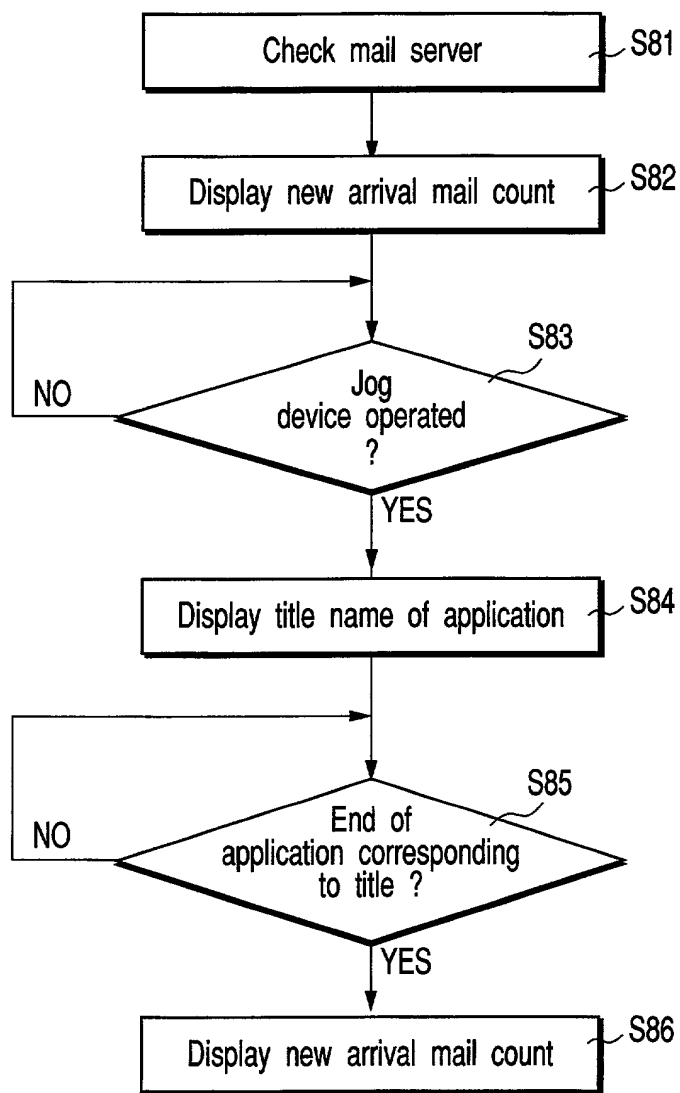 Check mail server
S81
Display new arrival mail count
S82
S83
Jog
device operated
?
NO
YES
Display title name of application
S84
S85
End of
application corresponding
to title ?
NO
YES
Display new arrival mail count
S86